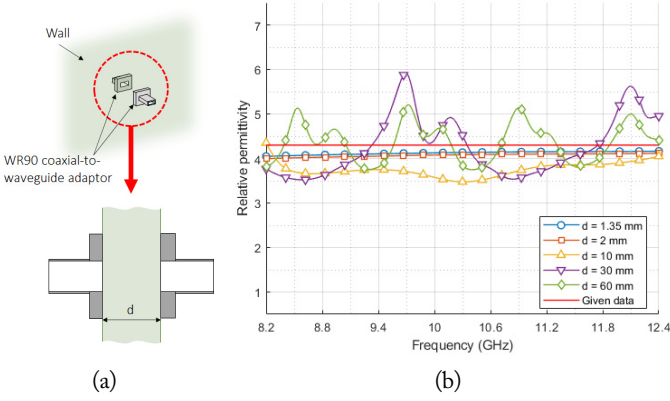 Wall
WR90 coaxial-to-
waveguide adaptor
d
(a)
Relative permittivity
7
6
5
4
3
2
1
8.2 8.8 9.4 10 10.6 11.2 11.8 12.4
Frequency (GHz)
d = 1.35 mm
d = 2 mm
d = 10 mm
d = 30 mm
d = 60 mm
Given data
(b)